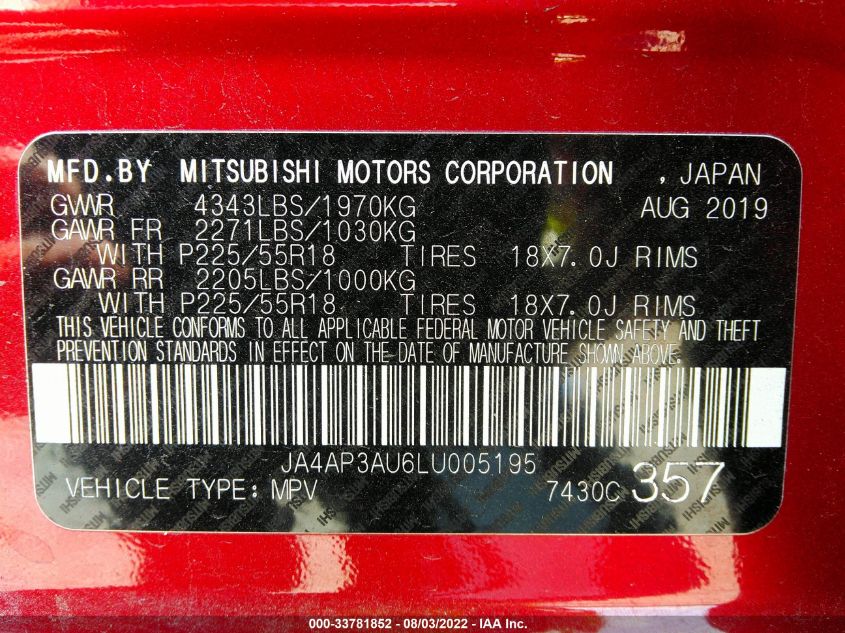 MFD.BY MITSUBISHI MOTORS CORPORATION , JAPAN
GVWR 4343LBS/1970KG AUG 2019
GAWR FR 2271LBS/1030KG
WITH P225/55R18 TIRES 18X7.0J RIMS
GAWR RR 2205LBS/1000KG
WITH P225/55R18 TIRES 18X7.0J RIMS
THIS VEHICLE CONFORMS TO ALL APPLICABLE FEDERAL MOTOR VEHICLE SAFETY AND THEFT
PREVENTION STANDARDS IN EFFECT ON THE DATE OF MANUFACTURE SHOWN ABOVE.
JA4AP3AU6LU005195
VEHICLE TYPE: MPV 7430C 357
000-33781852 - 08/03/2022 - IAA Inc.